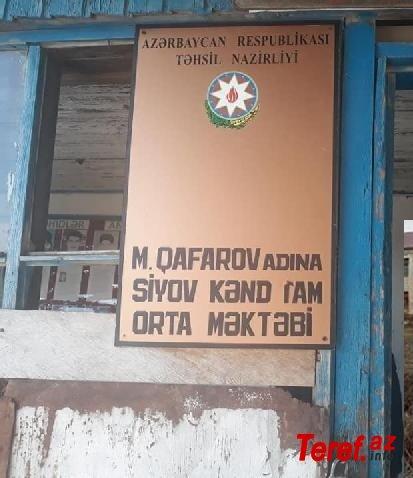 AZƏRBAYCAN RESPUBLİKASI
TƏHSİL NAZİRLİYİ
M. QAFAROV ADINA
SİYOV KƏND TAM
ORTA MƏKTƏBİ
Teref.az